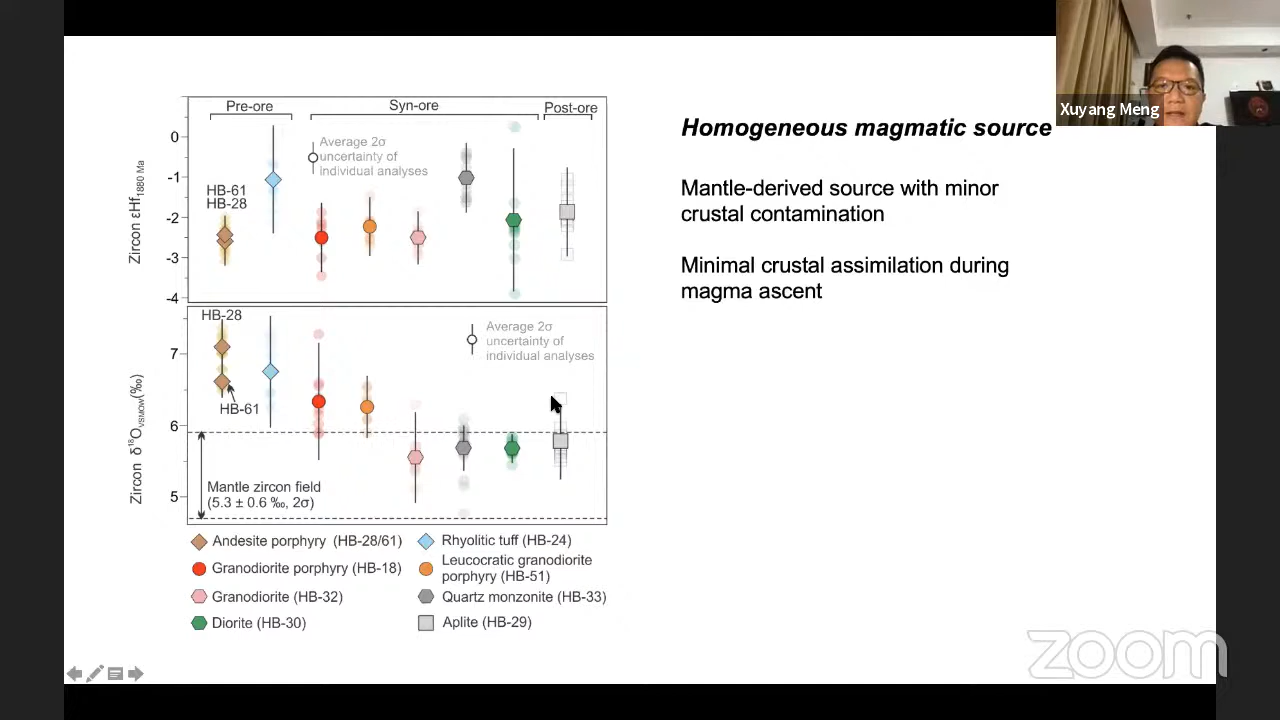 Xuyang Meng
Pre-ore
Syn-ore
Post-ore
Average 2σ
uncertainty of
individual analyses
HB-61
HB-28
0
-1
-2
-3
-4
Zircon εHf1880 Ma
HB-28
HB-61
Average 2σ
uncertainty of
individual analyses
7
6
5
Zircon δ18OVSMOW(‰)
Mantle zircon field
(5.3 ± 0.6 ‰, 2σ)
Andesite porphyry (HB-28/61)
Rhyolitic tuff (HB-24)
Granodiorite porphyry (HB-18)
Leucocratic granodiorite
porphyry (HB-51)
Granodiorite (HB-32)
Quartz monzonite (HB-33)
Diorite (HB-30)
Aplite (HB-29)
Homogeneous magmatic source
Mantle-derived source with minor
crustal contamination
Minimal crustal assimilation during
magma ascent
zoom